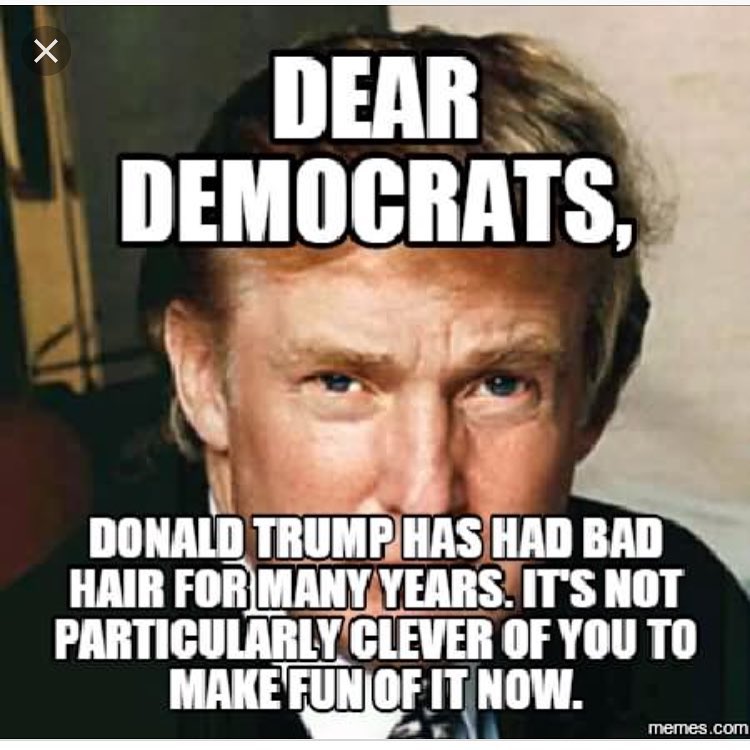 DEAR
DEMOCRATS,
DONALD TRUMP HAS HAD BAD
HAIR FOR MANY YEARS. IT'S NOT
PARTICULARLY CLEVER OF YOU TO
MAKE FUN OF IT NOW.
memes.com